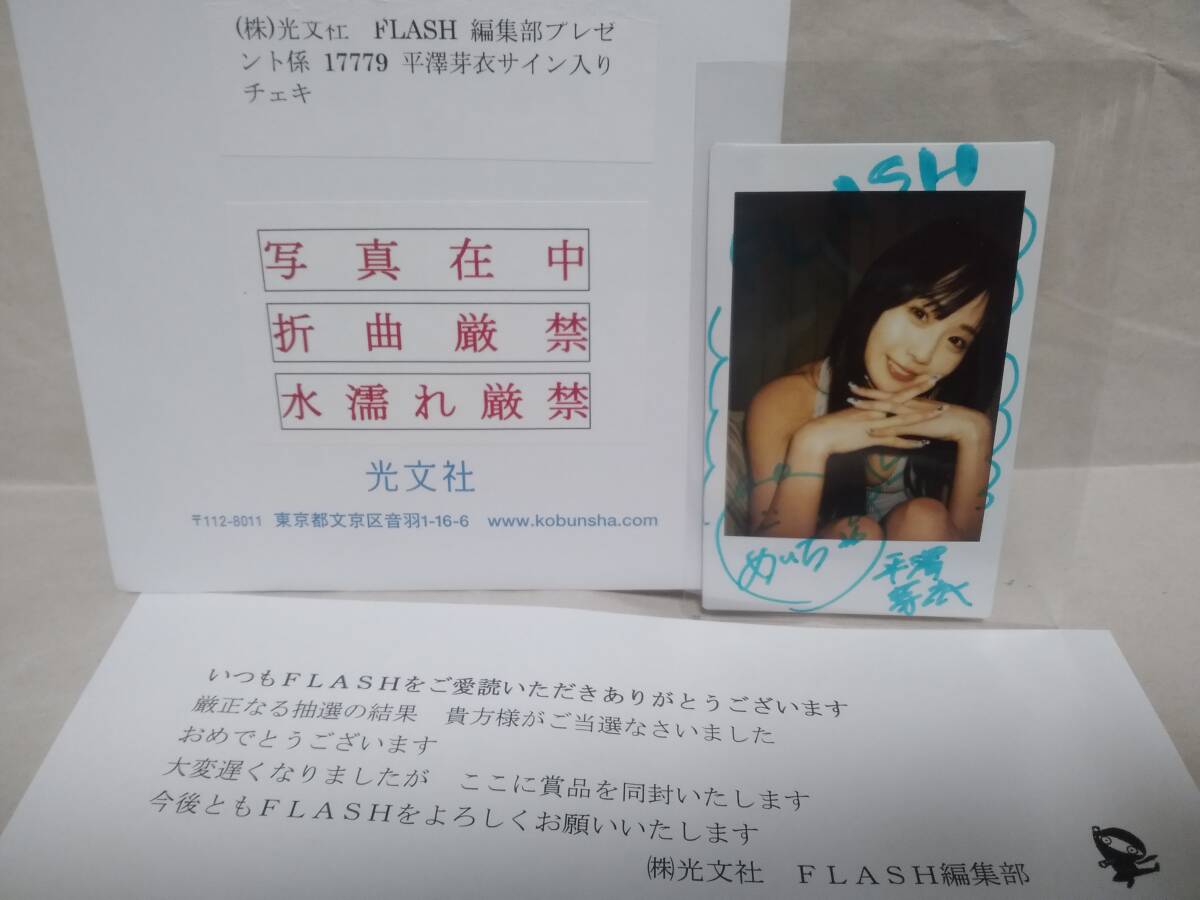 (株)光文社　FLASH 編集部プレゼ
ント係 17779 平澤芽衣サイン入り
チェキ
写真在中
折曲厳禁
水濡れ厳禁
光文社
〒112-8011 東京都文京区音羽1-16-6 www.kobunsha.com
ASH
めいち
平澤
芽衣
いつもＦＬＡＳＨをご愛読いただきありがとうございます
厳正なる抽選の結果　貴方様がご当選なさいました
おめでとうございます
大変遅くなりましたが　ここに賞品を同封いたします
今後ともＦＬＡＳＨをよろしくお願いいたします
㈱光文社　ＦＬＡＳＨ編集部